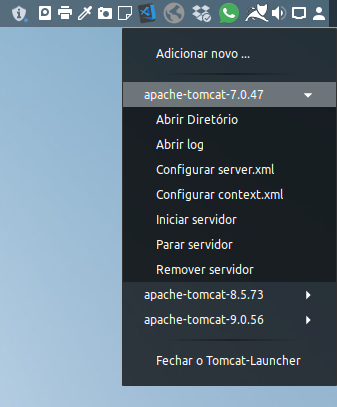 Adicionar novo ...
apache-tomcat-7.0.47
Abrir Diretório
Abrir log
Configurar server.xml
Configurar context.xml
Iniciar servidor
Parar servidor
Remover servidor
apache-tomcat-8.5.73
apache-tomcat-9.0.56
Fechar o Tomcat-Launcher